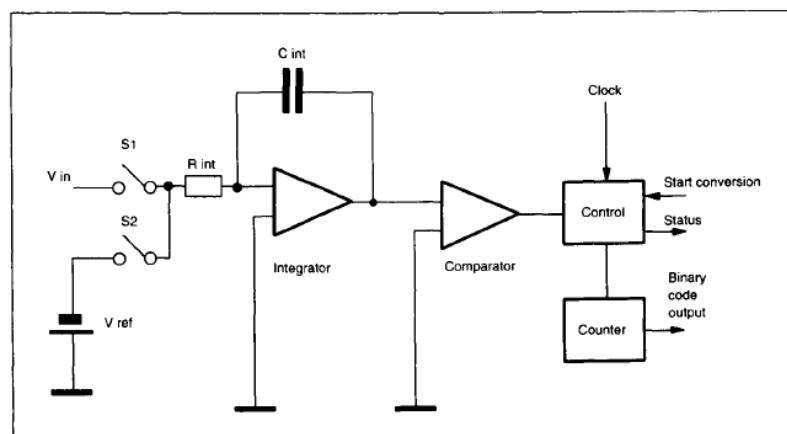 C int
Clock
S1
R int
V in
Start conversion
Control
S2
Status
Integrator
Comparator
Binary
code
output
V ref
Counter